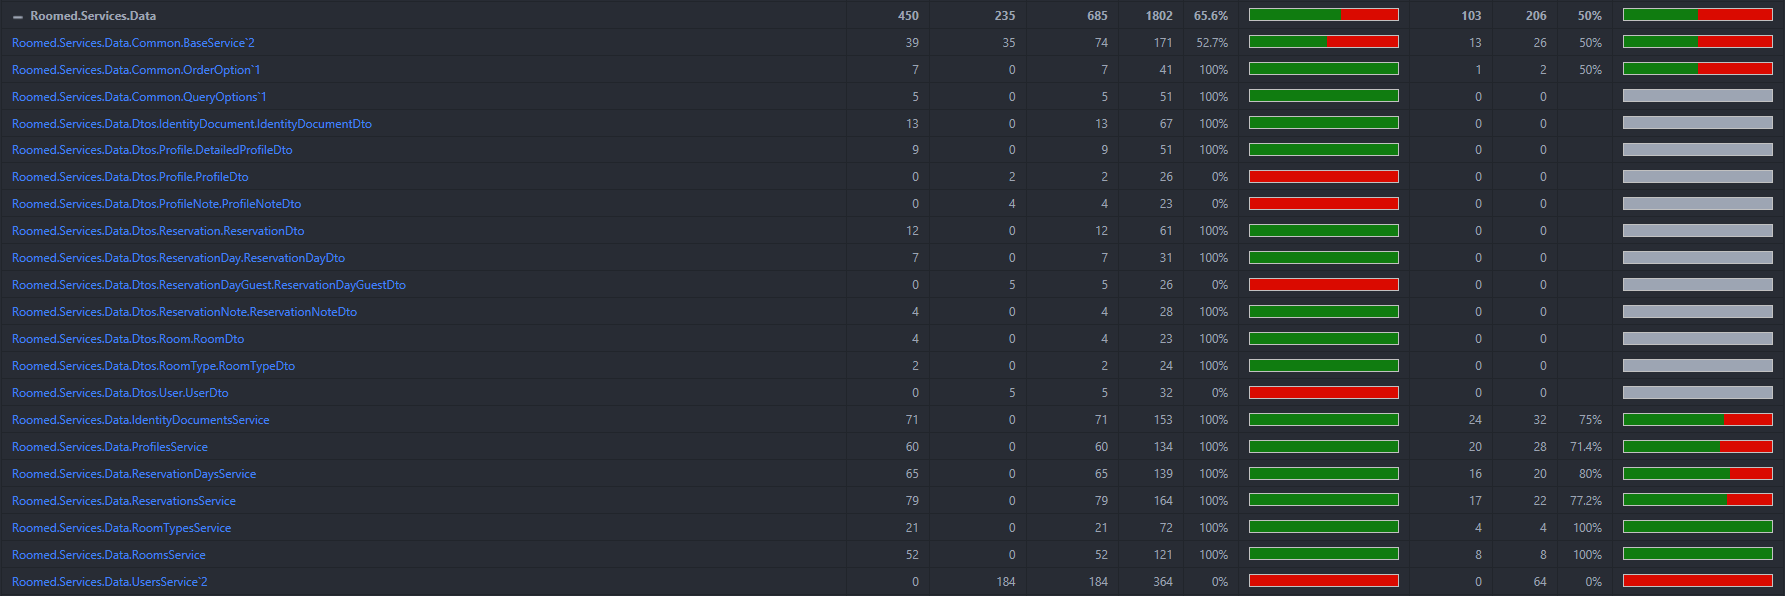 Roomed.Services.Data 450 235 685 1802 65.6% 103 206 50%
Roomed.Services.Data.Common.BaseService`2 39 35 74 171 52.7% 13 26 50%
Roomed.Services.Data.Common.OrderOption`1 7 0 7 41 100% 1 2 50%
Roomed.Services.Data.Common.QueryOptions`1 5 0 5 51 100% 0 0
Roomed.Services.Data.Dtos.IdentityDocument.IdentityDocumentDto 13 0 13 67 100% 0 0
Roomed.Services.Data.Dtos.Profile.DetailedProfileDto 9 0 9 51 100% 0 0
Roomed.Services.Data.Dtos.Profile.ProfileDto 0 2 2 26 0% 0 0
Roomed.Services.Data.Dtos.ProfileNote.ProfileNoteDto 0 4 4 23 0% 0 0
Roomed.Services.Data.Dtos.Reservation.ReservationDto 12 0 12 61 100% 0 0
Roomed.Services.Data.Dtos.ReservationDay.ReservationDayDto 7 0 7 31 100% 0 0
Roomed.Services.Data.Dtos.ReservationDayGuest.ReservationDayGuestDto 0 5 5 26 0% 0 0
Roomed.Services.Data.Dtos.ReservationNote.ReservationNoteDto 4 0 4 28 100% 0 0
Roomed.Services.Data.Dtos.Room.RoomDto 4 0 4 23 100% 0 0
Roomed.Services.Data.Dtos.RoomType.RoomTypeDto 2 0 2 24 100% 0 0
Roomed.Services.Data.Dtos.User.UserDto 0 5 5 32 0% 0 0
Roomed.Services.Data.IdentityDocumentsService 71 0 71 153 100% 24 32 75%
Roomed.Services.Data.ProfilesService 60 0 60 134 100% 20 28 71.4%
Roomed.Services.Data.ReservationDaysService 65 0 65 139 100% 16 20 80%
Roomed.Services.Data.ReservationsService 79 0 79 164 100% 17 22 77.2%
Roomed.Services.Data.RoomTypesService 21 0 21 72 100% 4 4 100%
Roomed.Services.Data.RoomsService 52 0 52 121 100% 8 8 100%
Roomed.Services.Data.UsersService`2 0 184 184 364 0% 0 64 0%